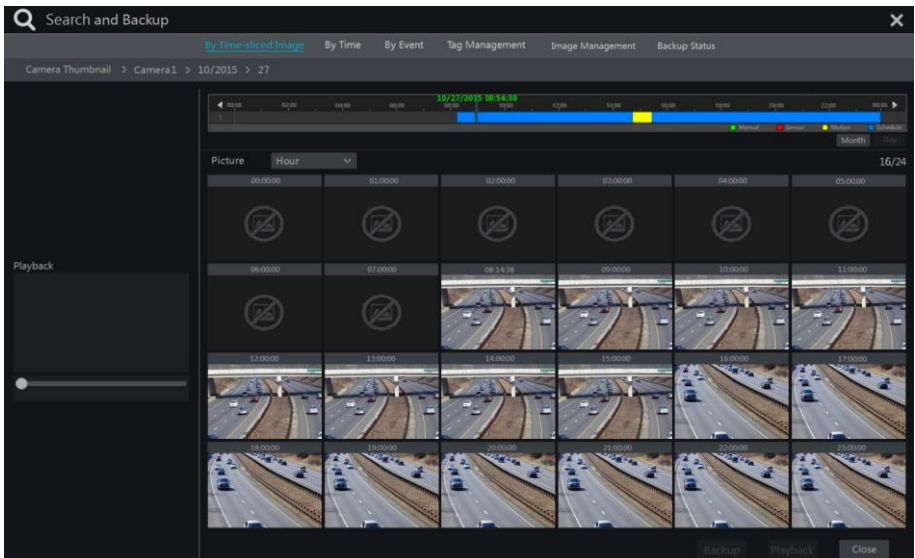 Search and Backup
By Time-sliced Image By Time By Event Tag Management Image Management Backup Status
Camera Thumbnail > Camera1 > 10/2015 > 27
10/27/2015 08:54:38
00:00 02:00 04:00 06:00 08:00 10:00 12:00 14:00 16:00 18:00 20:00 22:00 00:00
1
Manual Sensor Motion Schedule
Month Day
Picture Hour 16/24
00:00:00 01:00:00 02:00:00 03:00:00 04:00:00 05:00:00
Playback
06:00:00 07:00:00 08:14:38 09:00:00 10:00:00 11:00:00
12:00:00 13:00:00 14:00:00 15:00:00 16:00:00 17:00:00
18:00:00 19:00:00 20:00:00 21:00:00 22:00:00 23:00:00
Backup Playback Close